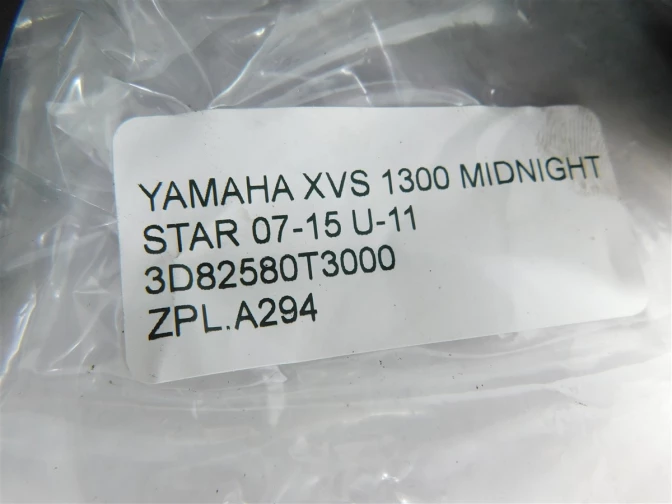 YAMAHA XVS 1300 MIDNIGHT
STAR 07-15 U-11
3D82580T3000
ZPL.A294